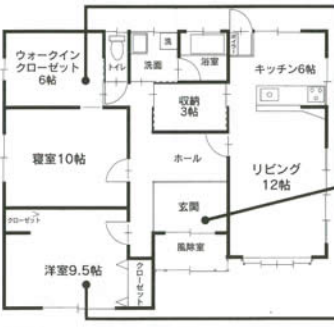 ウォークイン
クローゼット
6帖
トイレ
洗面
洗
浴室
キッチン6帖
収納
3帖
寝室10帖
ホール
リビング
12帖
玄関
風除室
クローゼット
洋室9.5帖
クローゼット